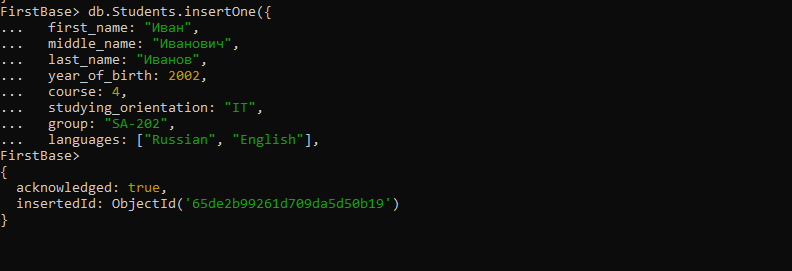 FirstBase> db.Students.insertOne({
... first_name: "Иван",
... middle_name: "Иванович",
... last_name: "Иванов",
... year_of_birth: 2002,
... course: 4,
... studying_orientation: "IT",
... group: "SA-202",
... languages: ["Russian", "English"],
FirstBase>
{
acknowledged: true,
insertedId: ObjectId('65de2b99261d709da5d50b19')
}